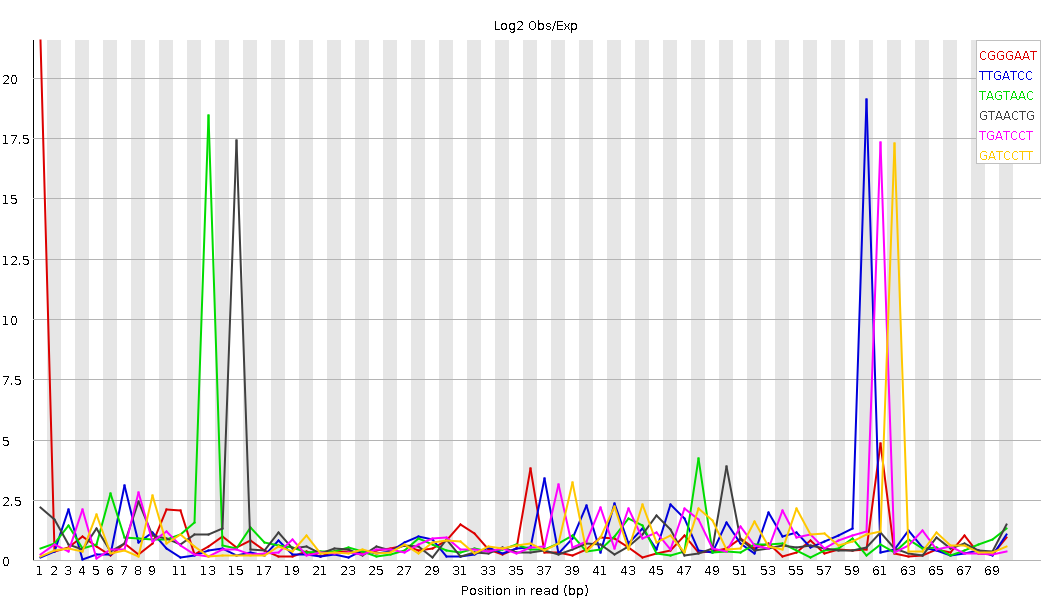 Log2 Obs/Exp
20
17.5
15
12.5
10
7.5
5
2.5
0
CGGGAAT
TTGATCC
TAGTAAC
GTAACTG
TGATCCT
GATCCTT
1 2 3 4 5 6 7 8 9 11 13 15 17 19 21 23 25 27 29 31 33 35 37 39 41 43 45 47 49 51 53 55 57 59 61 63 65 67 69
Position in read (bp)